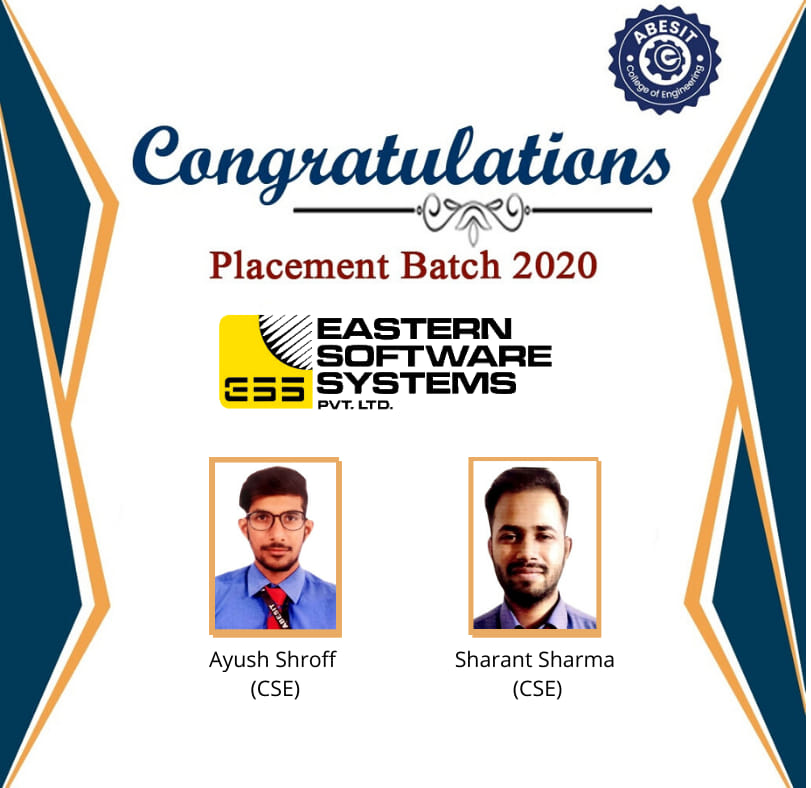 ABESIT
College of Engineering
Congratulations
Placement Batch 2020
ESS
EASTERN
SOFTWARE
SYSTEMS
PVT. LTD.
ABESIT
Ayush Shroff
(CSE)
Sharant Sharma
(CSE)